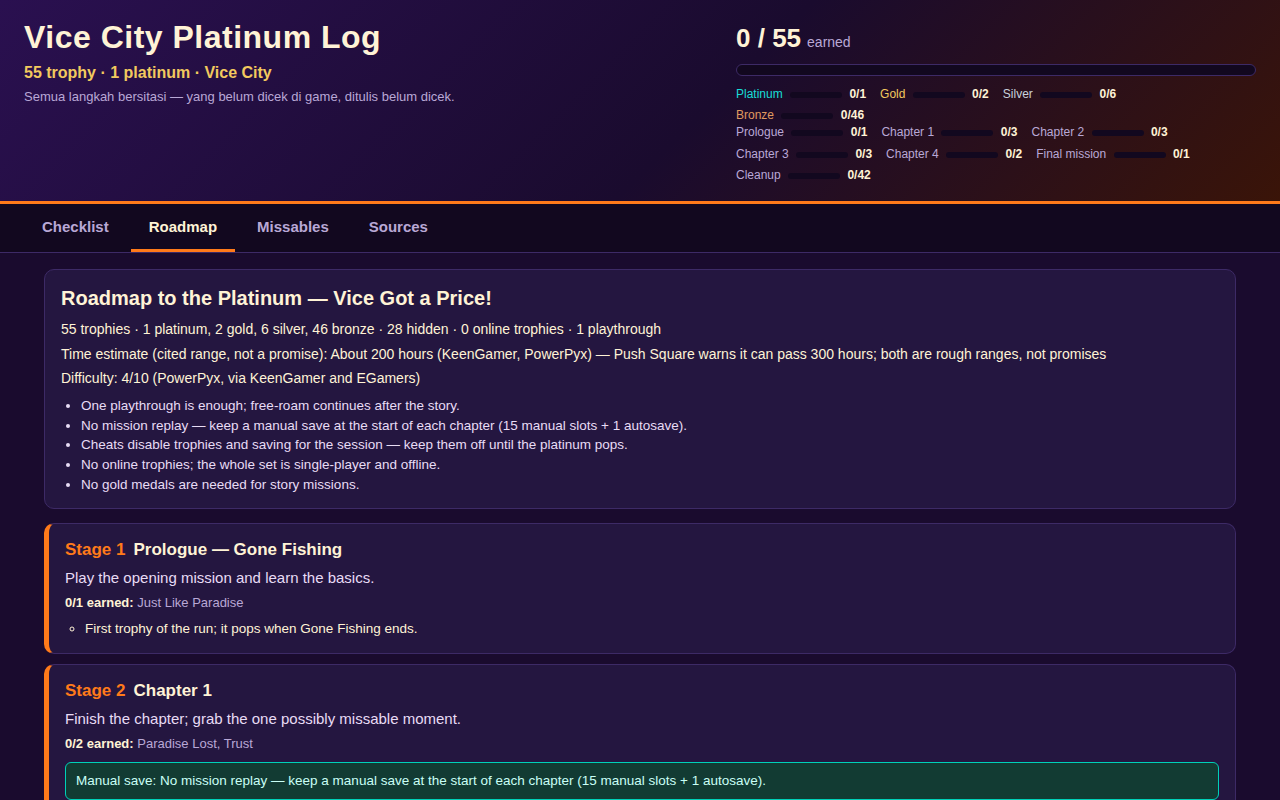 Vice City Platinum Log
55 trophy · 1 platinum · Vice City
Semua langkah bersitasi — yang belum dicek di game, ditulis belum dicek.
0 / 55 earned
Platinum 0/1 Gold 0/2 Silver 0/6
Bronze 0/46
Prologue 0/1 Chapter 1 0/3 Chapter 2 0/3
Chapter 3 0/3 Chapter 4 0/2 Final mission 0/1
Cleanup 0/42
Checklist Roadmap Missables Sources
Roadmap to the Platinum — Vice Got a Price!
55 trophies · 1 platinum, 2 gold, 6 silver, 46 bronze · 28 hidden · 0 online trophies · 1 playthrough
Time estimate (cited range, not a promise): About 200 hours (KeenGamer, PowerPyx) — Push Square warns it can pass 300 hours; both are rough ranges, not promises
Difficulty: 4/10 (PowerPyx, via KeenGamer and EGamers)
• One playthrough is enough; free-roam continues after the story.
• No mission replay — keep a manual save at the start of each chapter (15 manual slots + 1 autosave).
• Cheats disable trophies and saving for the session — keep them off until the platinum pops.
• No online trophies; the whole set is single-player and offline.
• No gold medals are needed for story missions.
Stage 1 Prologue — Gone Fishing
Play the opening mission and learn the basics.
0/1 earned: Just Like Paradise
◦ First trophy of the run; it pops when Gone Fishing ends.
Stage 2 Chapter 1
Finish the chapter; grab the one possibly missable moment.
0/2 earned: Paradise Lost, Trust
Manual save: No mission replay — keep a manual save at the start of each chapter (15 manual slots + 1 autosave).